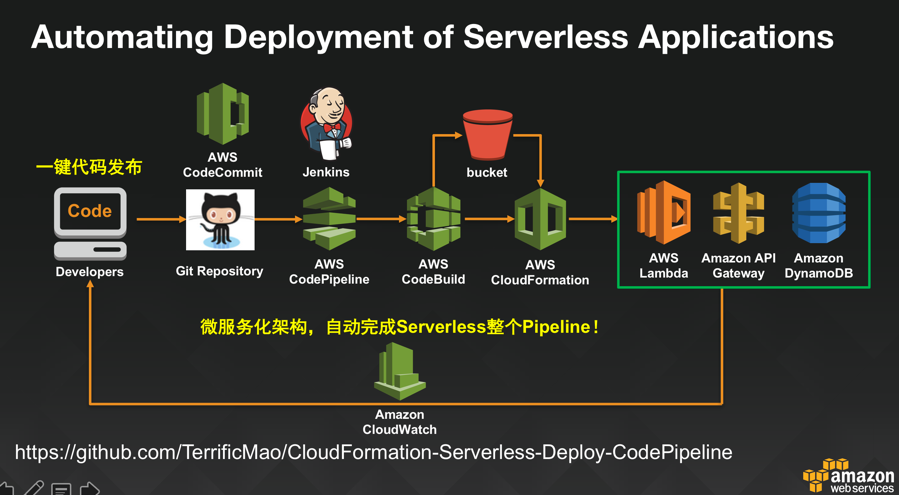 Automating Deployment of Serverless Applications
AWS
CodeCommit
Jenkins
bucket
一键代码发布
Code
Developers
Git Repository
AWS
CodePipeline
AWS
CodeBuild
AWS
CloudFormation
AWS
Lambda
Amazon API
Gateway
Amazon
DynamoDB
微服务化架构，自动完成Serverless整个Pipeline！
Amazon
CloudWatch
https://github.com/TerrificMao/CloudFormation-Serverless-Deploy-CodePipeline
amazon
web services